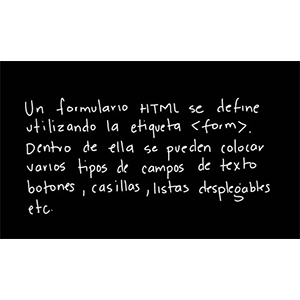 Un formulario HTML se define
utilizando la etiqueta <form>.
Dentro de ella se pueden colocar
varios tipos de campos de texto
botones, casillas, listas desplegables
etc.